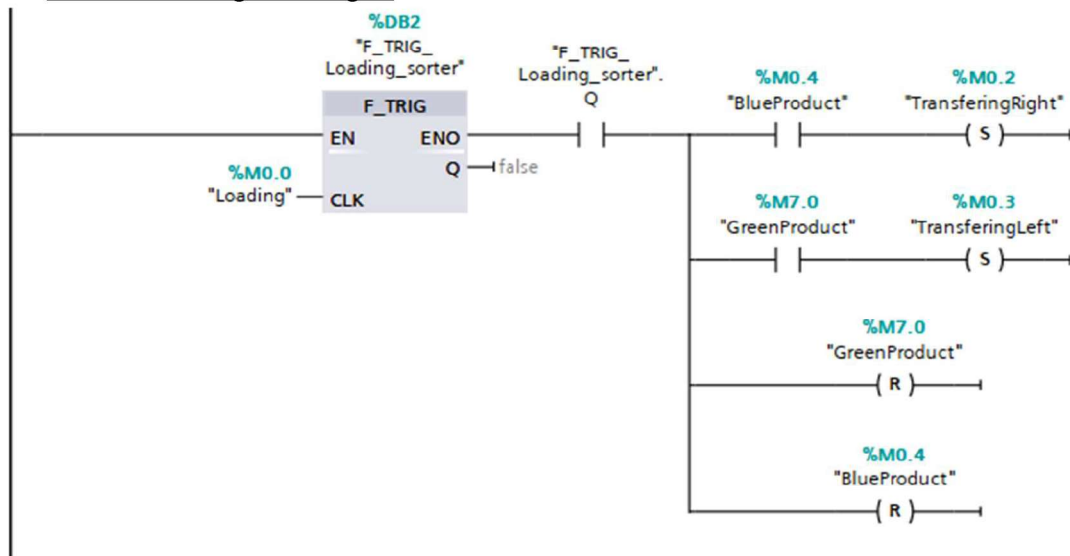 %DB2
"F_TRIG_
Loading_sorter"
F_TRIG
EN ENO
Q false
%M0.0
"Loading" CLK
"F_TRIG_
Loading_sorter".
Q
%M0.4
"BlueProduct"
%M0.2
"TransferingRight"
S
%M7.0
"GreenProduct"
%M0.3
"TransferingLeft"
S
%M7.0
"GreenProduct"
R
%M0.4
"BlueProduct"
R